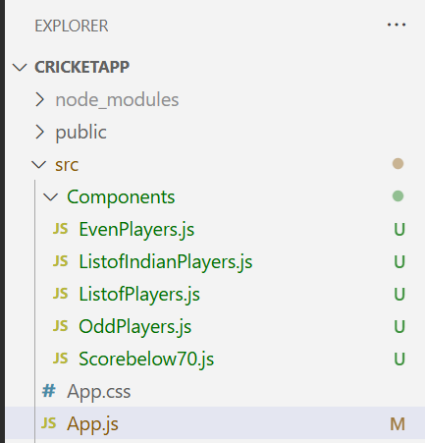 EXPLORER ...
CRICKETAPP
node_modules
public
src
Components
JS EvenPlayers.js U
JS ListofIndianPlayers.js U
JS ListofPlayers.js U
JS OddPlayers.js U
JS Scorebelow70.js U
# App.css
JS App.js M